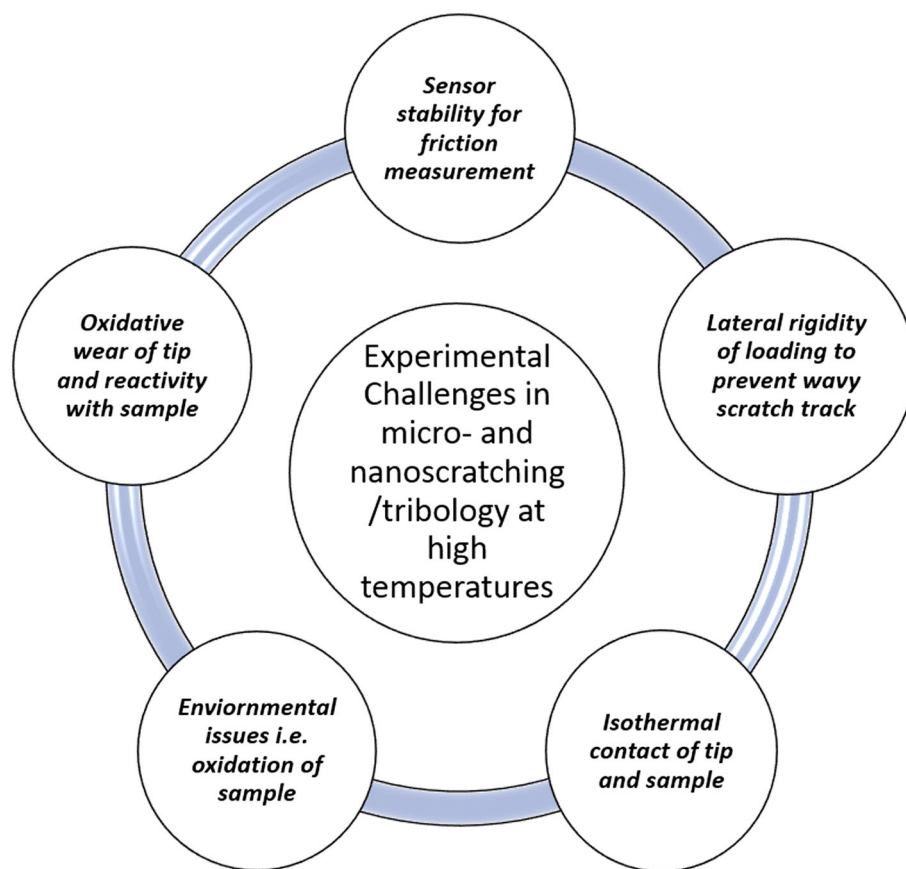 Sensor
stability for
friction
measurement
Lateral rigidity
of loading to
prevent wavy
scratch track
Isothermal
contact of tip
and sample
Enviornmental
issues i.e.
oxidation of
sample
Oxidative
wear of tip
and reactivity
with sample
Experimental
Challenges in
micro- and
nanoscratching
/tribology at
high
temperatures